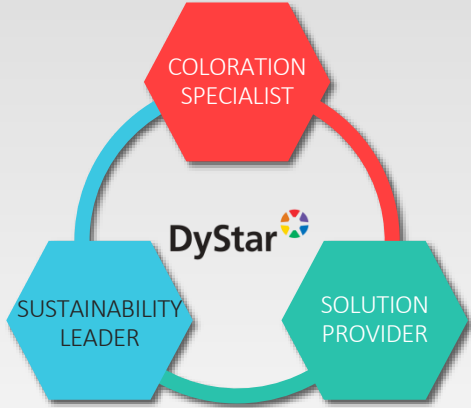 COLORATION
SPECIALIST
DyStar
SUSTAINABILITY
LEADER
SOLUTION
PROVIDER